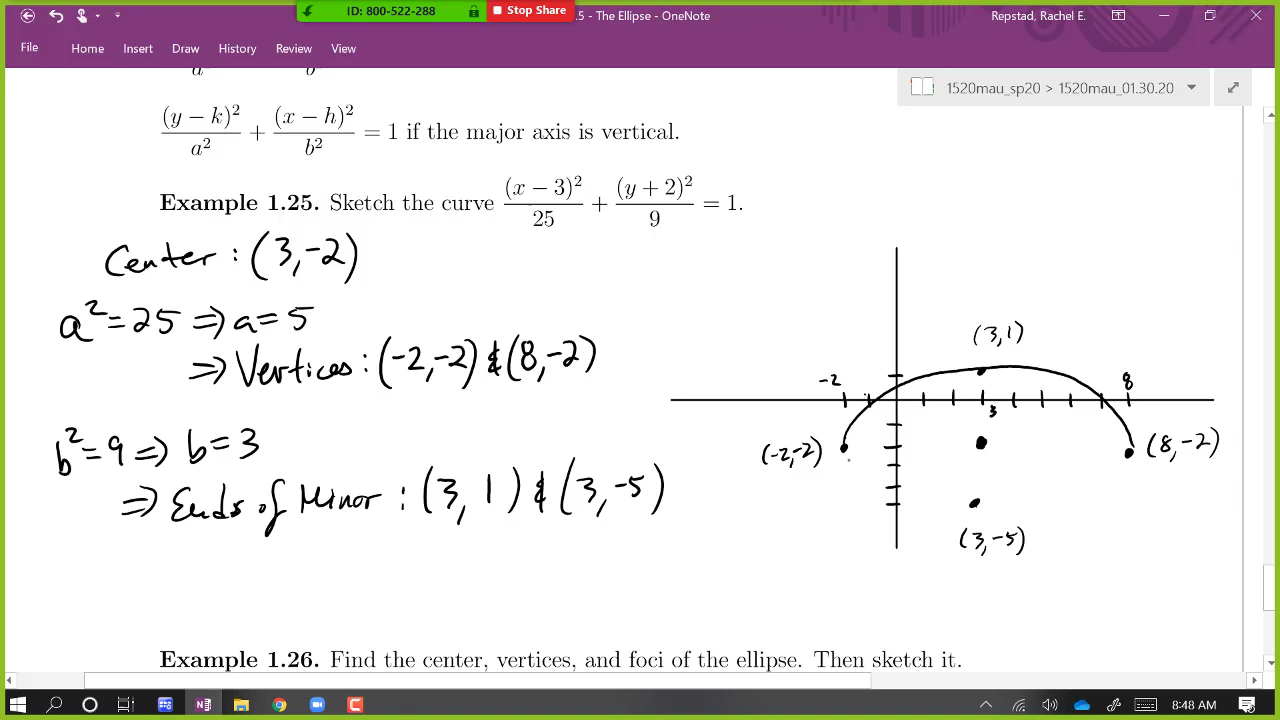 ID: 800-522-288 Stop Share
.5 - The Ellipse - OneNote
Repstad, Rachel E.
File Home Insert Draw History Review View
1520mau_sp20 > 1520mau_01.30.20
a b
(y − k)² / a² + (x − h)² / b² = 1 if the major axis is vertical.
Example 1.25. Sketch the curve (x − 3)² / 25 + (y + 2)² / 9 = 1.
Center : (3, -2)
a² = 25 ⇒ a = 5
⇒ Vertices : (-2, -2) & (8, -2)
b² = 9 ⇒ b = 3
⇒ Ends of Minor : (3, 1) & (3, -5)
(3, 1)
-2 8
3
(-2, -2) (8, -2)
(3, -5)
Example 1.26. Find the center, vertices, and foci of the ellipse. Then sketch it.
8:48 AM